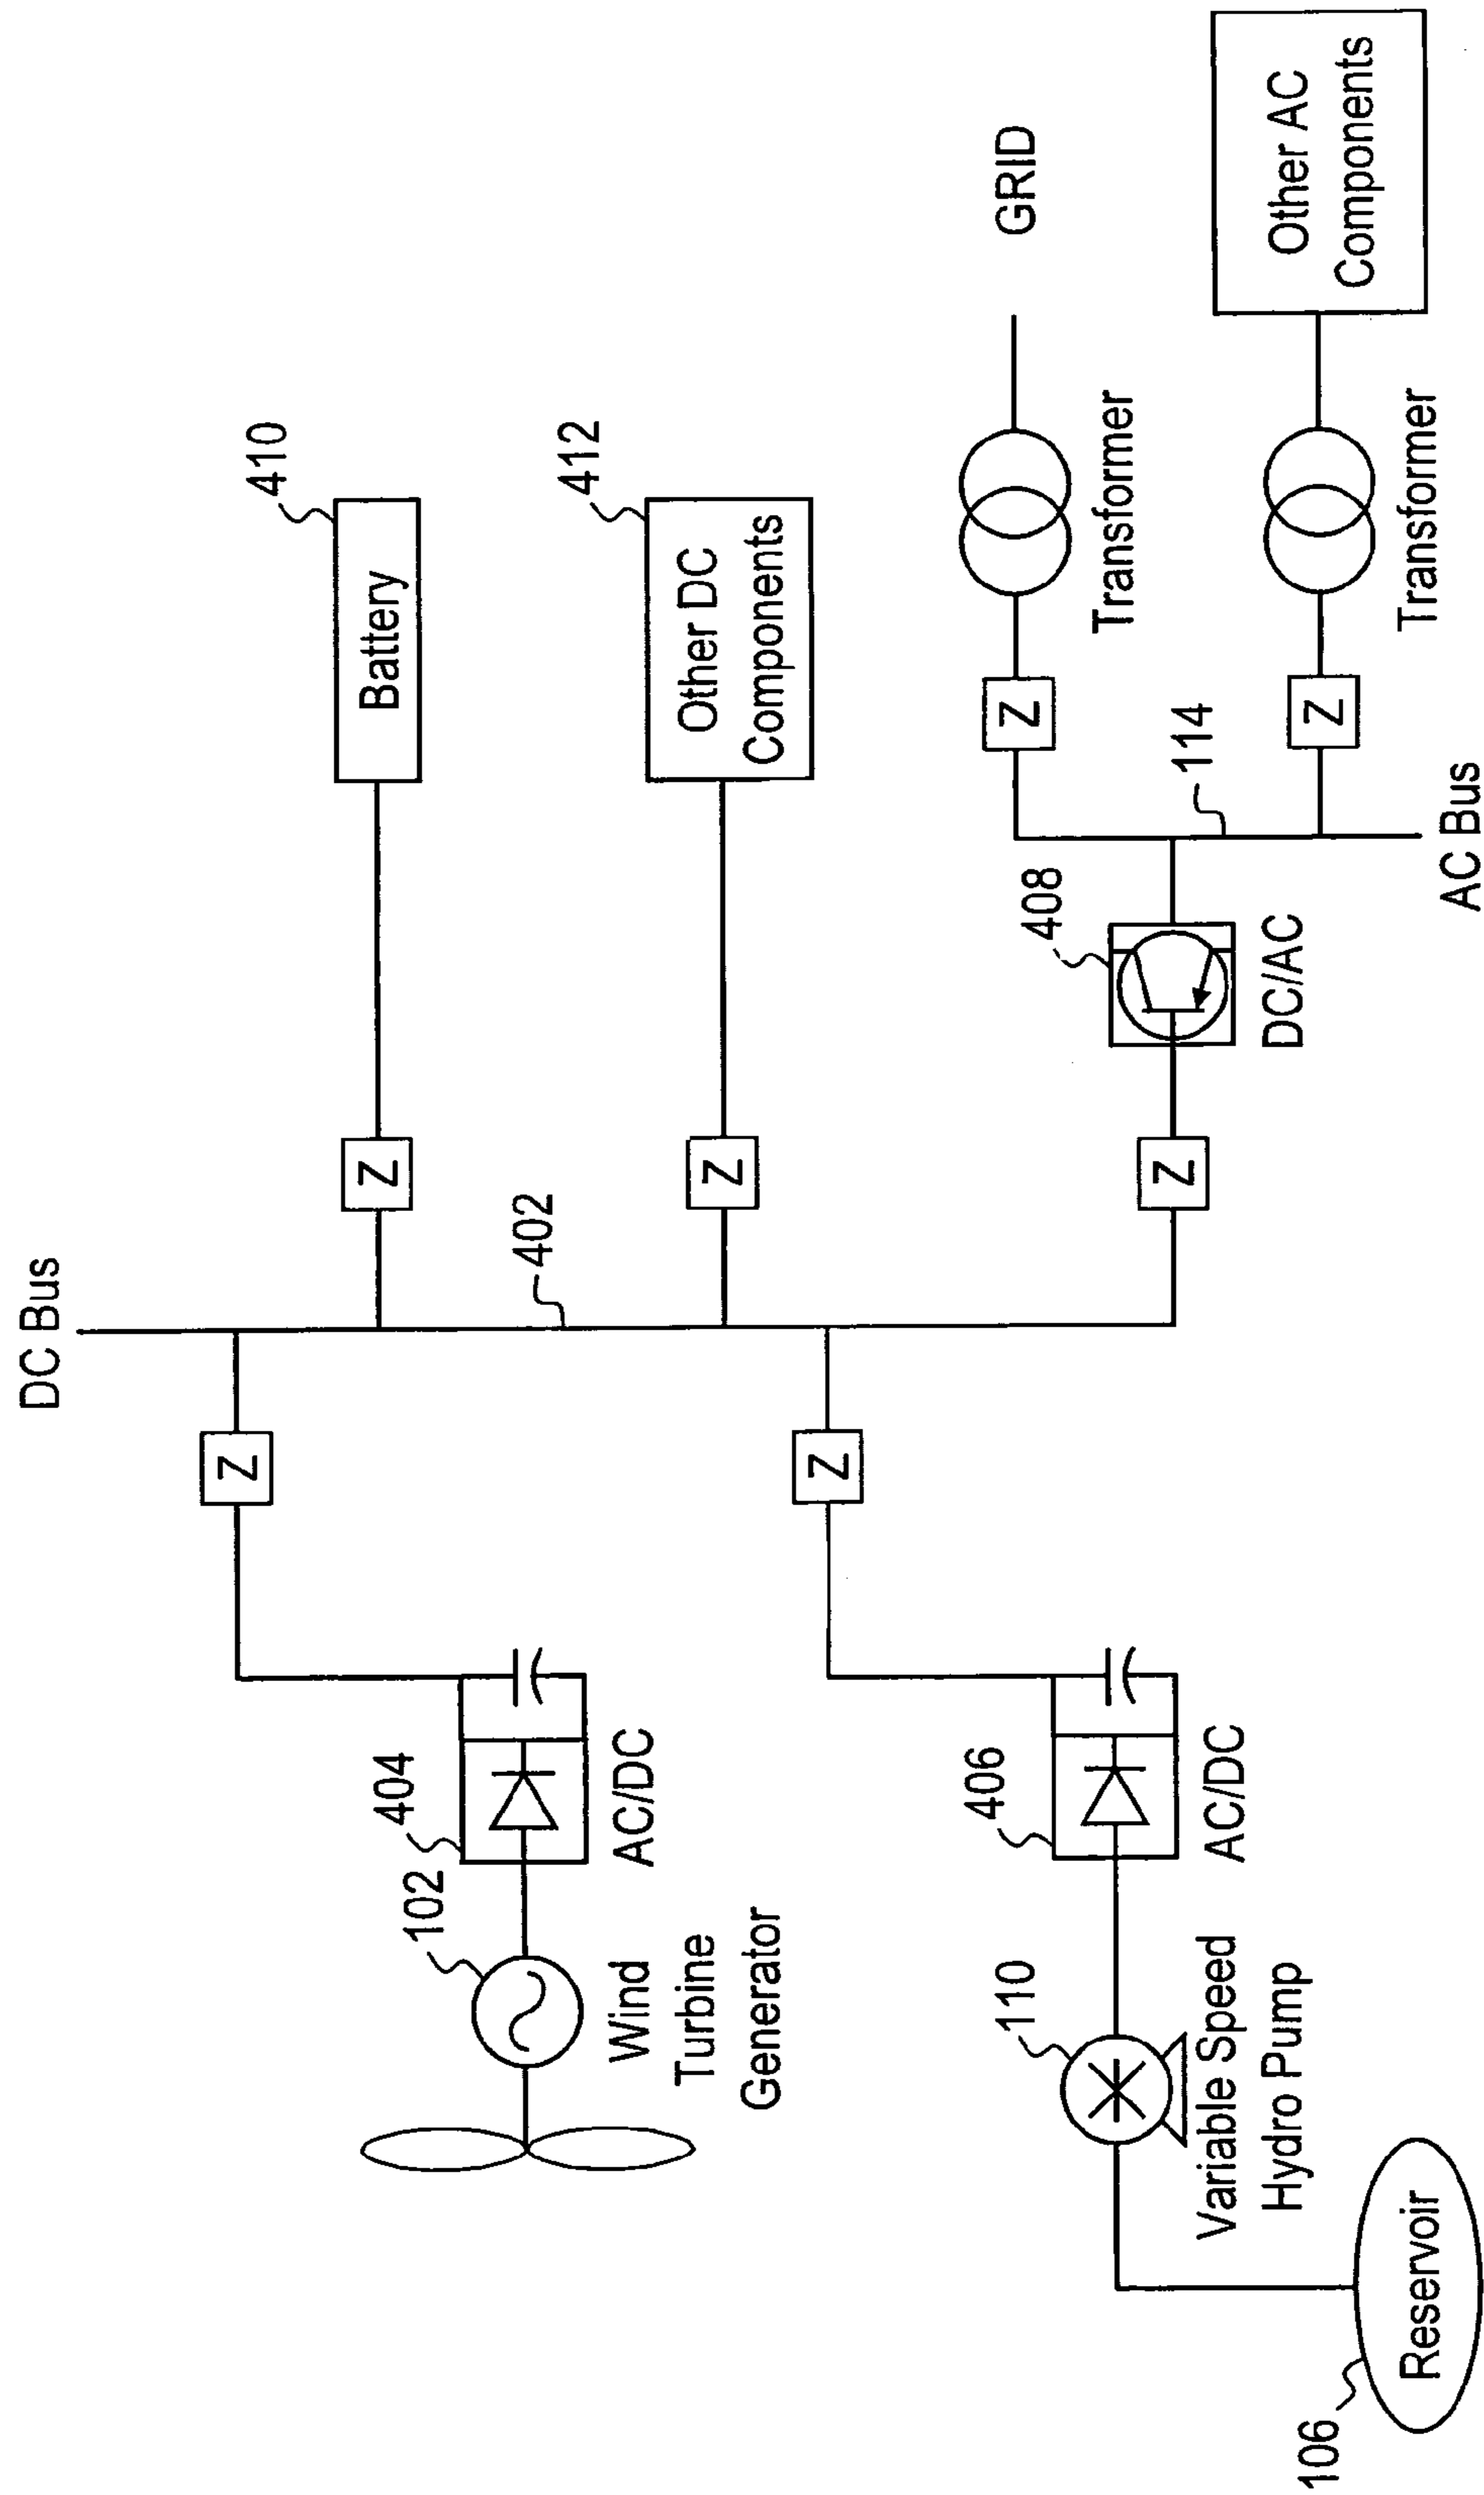 DC Bus
Z
404
102
AC/DC
Wind
Turbine
Generator
Z
410
Battery
402
Z
412
Other DC
Components
Z
406
110
AC/DC
Variable Speed
Hydro Pump
106
Reservoir
Z
408
DC/AC
114
AC Bus
Z
Transformer
GRID
Z
Transformer
Other AC
Components